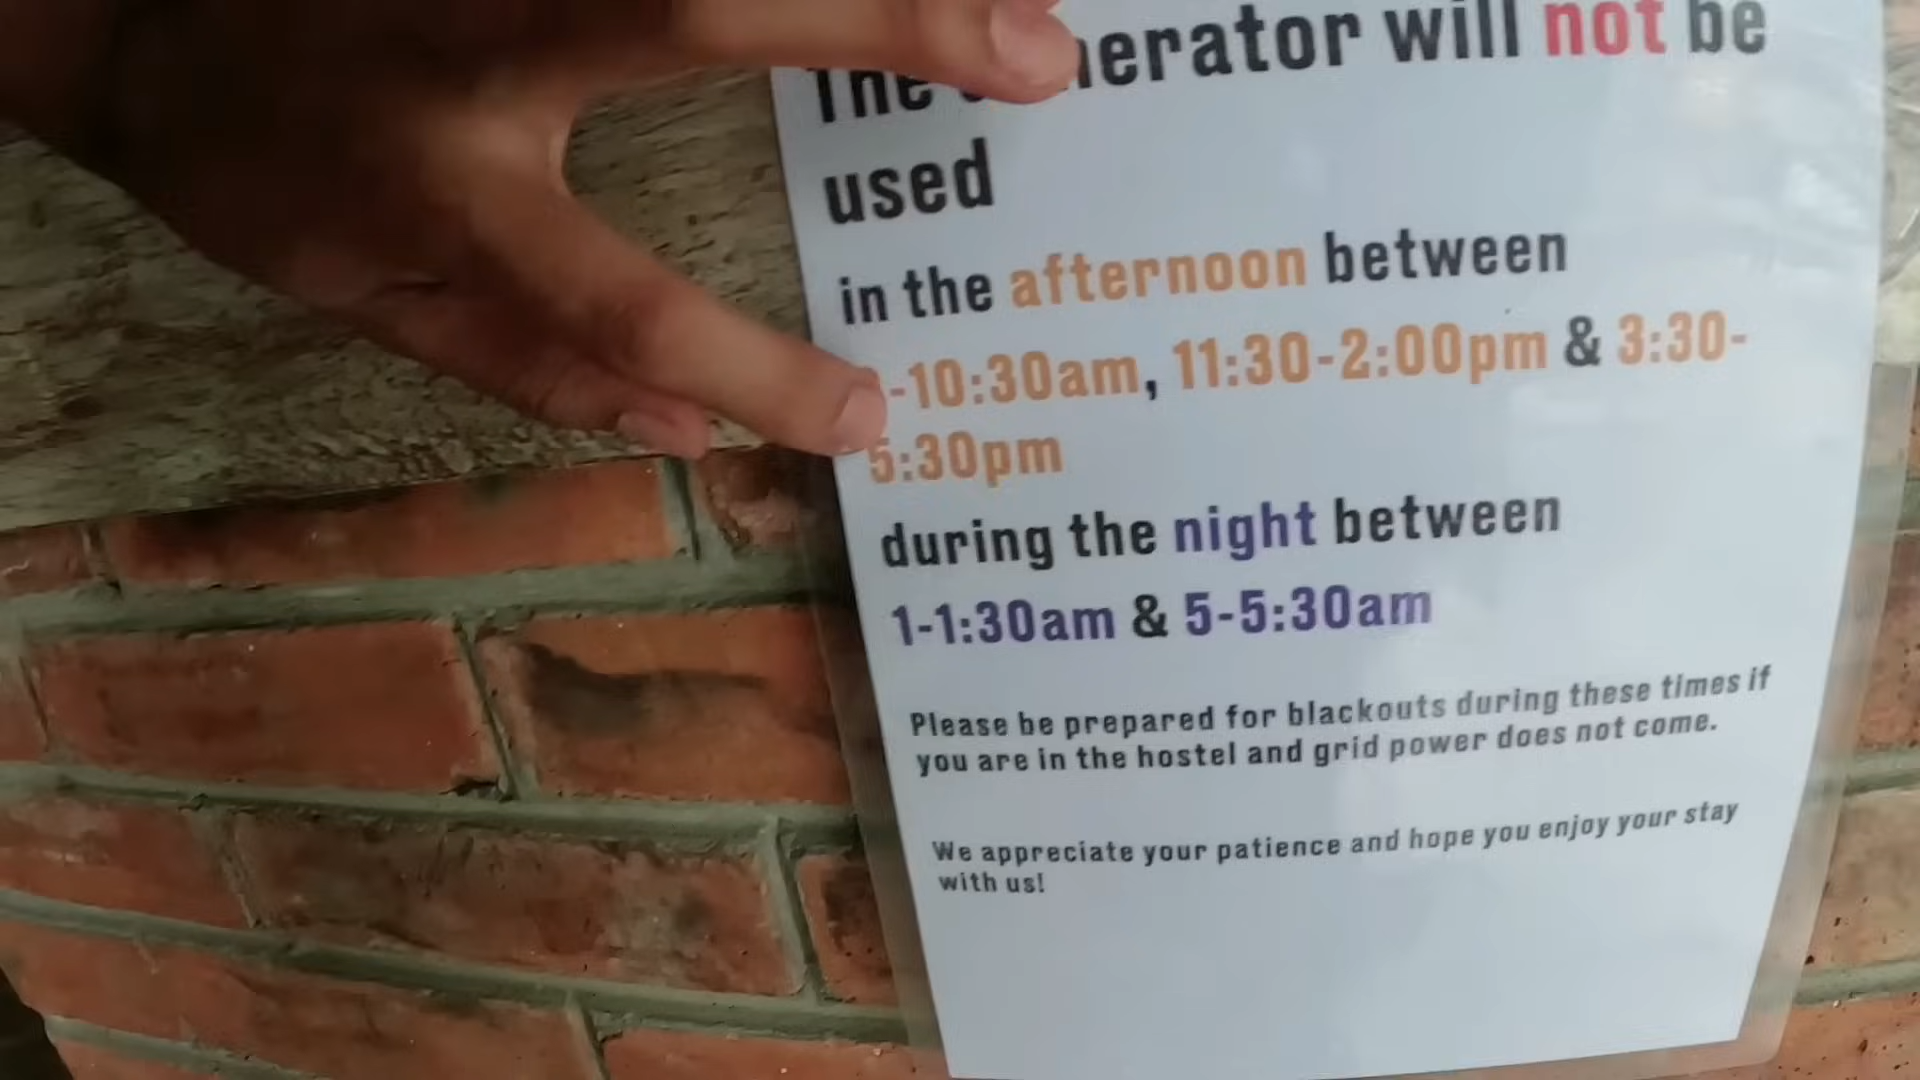 The nerator will not be
used
in the afternoon between
-10:30am, 11:30-2:00pm & 3:30-
5:30pm
during the night between
1-1:30am & 5-5:30am
Please be prepared for blackouts during these times if
you are in the hostel and grid power does not come.
We appreciate your patience and hope you enjoy your stay
with us!